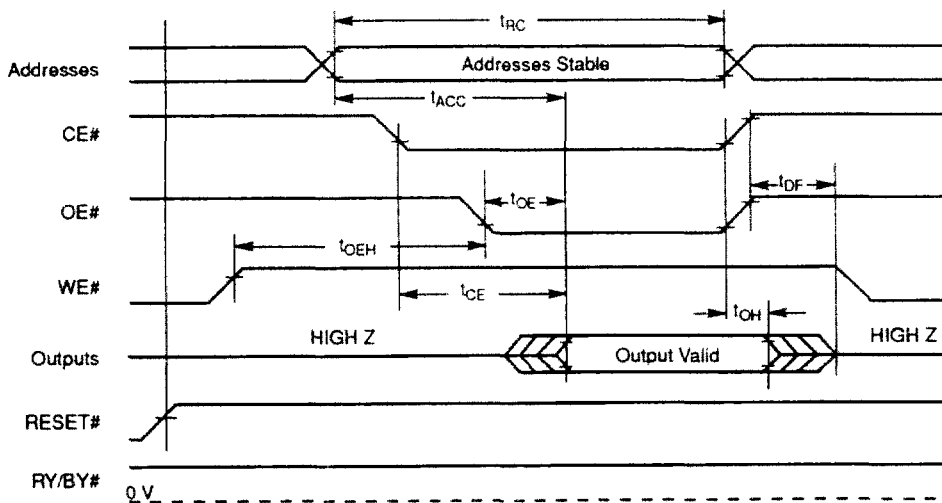 tRC
Addresses
Addresses Stable
tACC
CE#
tDF
OE#
tOE
tOEH
WE#
tCE
tOH
HIGH Z
HIGH Z
Outputs
Output Valid
RESET#
RY/BY#
0 V